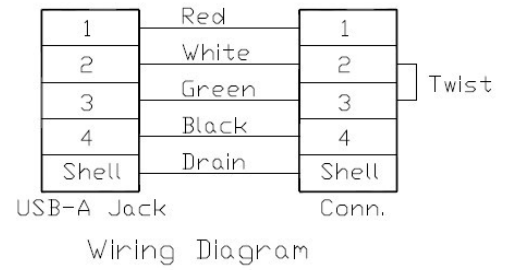 Red
1 1
White
2 2
Twist
Green
3 3
Black
4 4
Drain
Shell Shell
USB-A Jack Conn.
Wiring Diagram